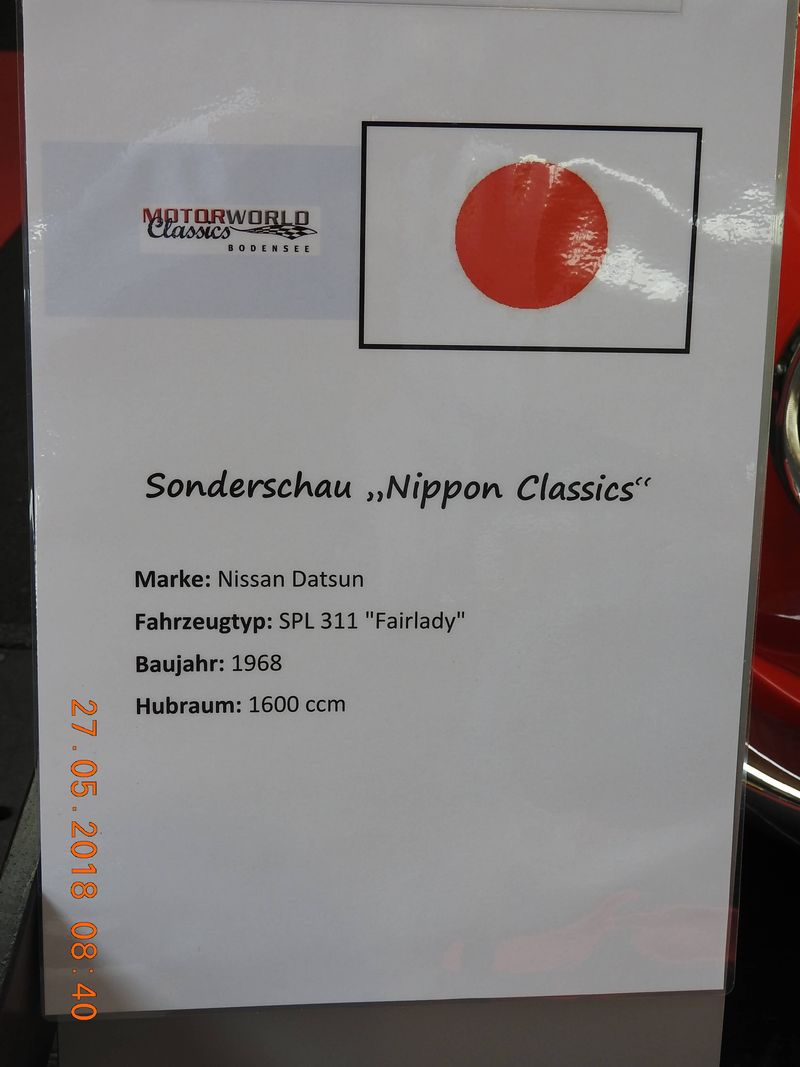 MOTORWORLD
Classics
BODENSEE
Sonderschau „Nippon Classics“
Marke: Nissan Datsun
Fahrzeugtyp: SPL 311 "Fairlady"
Baujahr: 1968
Hubraum: 1600 ccm
27.05.2018 08:40